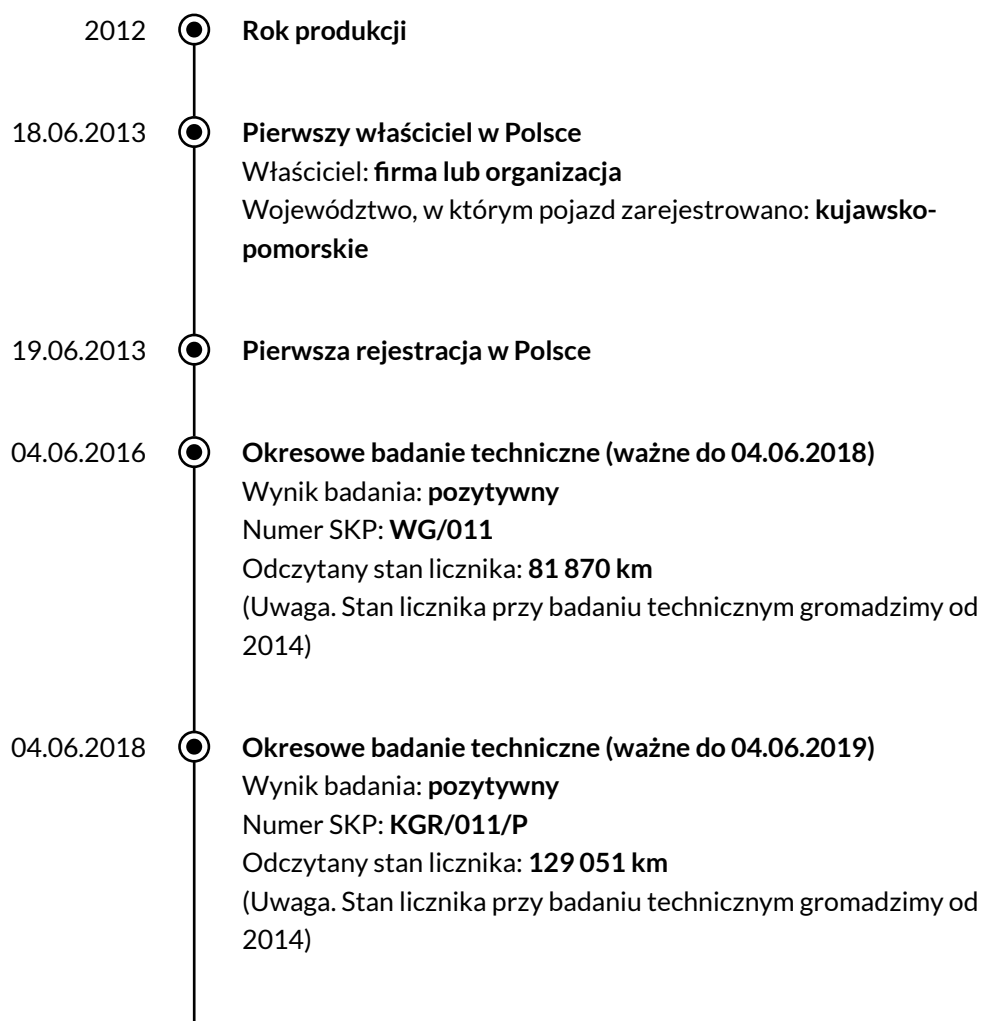 2012 Rok produkcji
18.06.2013 Pierwszy właściciel w Polsce
Właściciel: firma lub organizacja
Województwo, w którym pojazd zarejestrowano: kujawsko-
pomorskie
19.06.2013 Pierwsza rejestracja w Polsce
04.06.2016 Okresowe badanie techniczne (ważne do 04.06.2018)
Wynik badania: pozytywny
Numer SKP: WG/011
Odczytany stan licznika: 81 870 km
(Uwaga. Stan licznika przy badaniu technicznym gromadzimy od
2014)
04.06.2018 Okresowe badanie techniczne (ważne do 04.06.2019)
Wynik badania: pozytywny
Numer SKP: KGR/011/P
Odczytany stan licznika: 129 051 km
(Uwaga. Stan licznika przy badaniu technicznym gromadzimy od
2014)